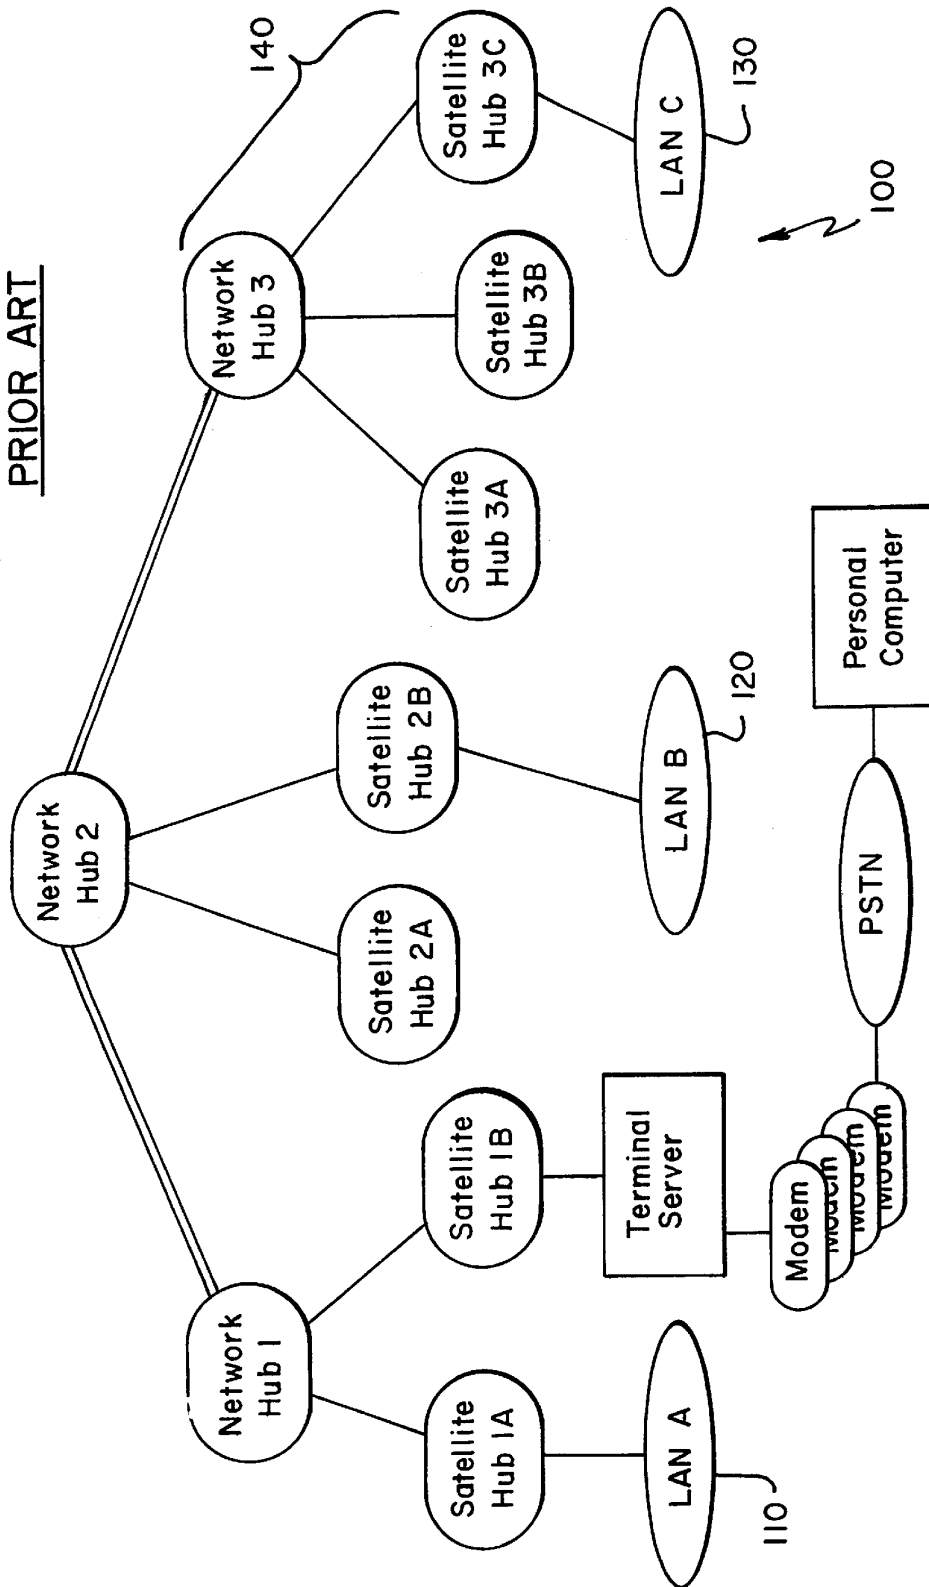 PRIOR ART
Network
Hub 2
140
Network
Hub 1
Network
Hub 3
Satellite
Hub 2A
Satellite
Hub 2B
Satellite
Hub 1A
Satellite
Hub 1B
Satellite
Hub 3A
Satellite
Hub 3B
Satellite
Hub 3C
Terminal
Server
LAN A
LAN B
LAN C
110
120
130
100
Modem
Modem
Modem
Modem
PSTN
Personal
Computer